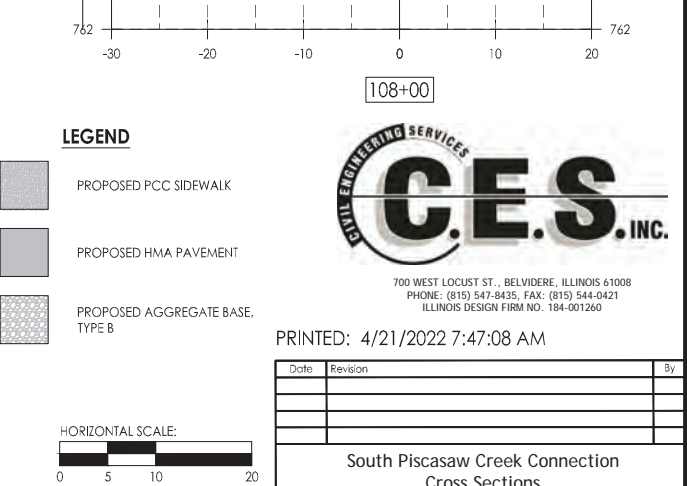 762 762
-30 -20 -10 0 10 20
108+00
LEGEND
PROPOSED PCC SIDEWALK
PROPOSED HMA PAVEMENT
PROPOSED AGGREGATE BASE,
TYPE B
CIVIL ENGINEERING SERVICES
C.E.S. INC.
700 WEST LOCUST ST., BELVIDERE, ILLINOIS 61008
PHONE: (815) 547-8435, FAX: (815) 544-0421
ILLINOIS DESIGN FIRM NO. 184-001260
PRINTED: 4/21/2022 7:47:08 AM
Date Revision By
HORIZONTAL SCALE:
0 5 10 20
South Piscasaw Creek Connection
Cross Sections